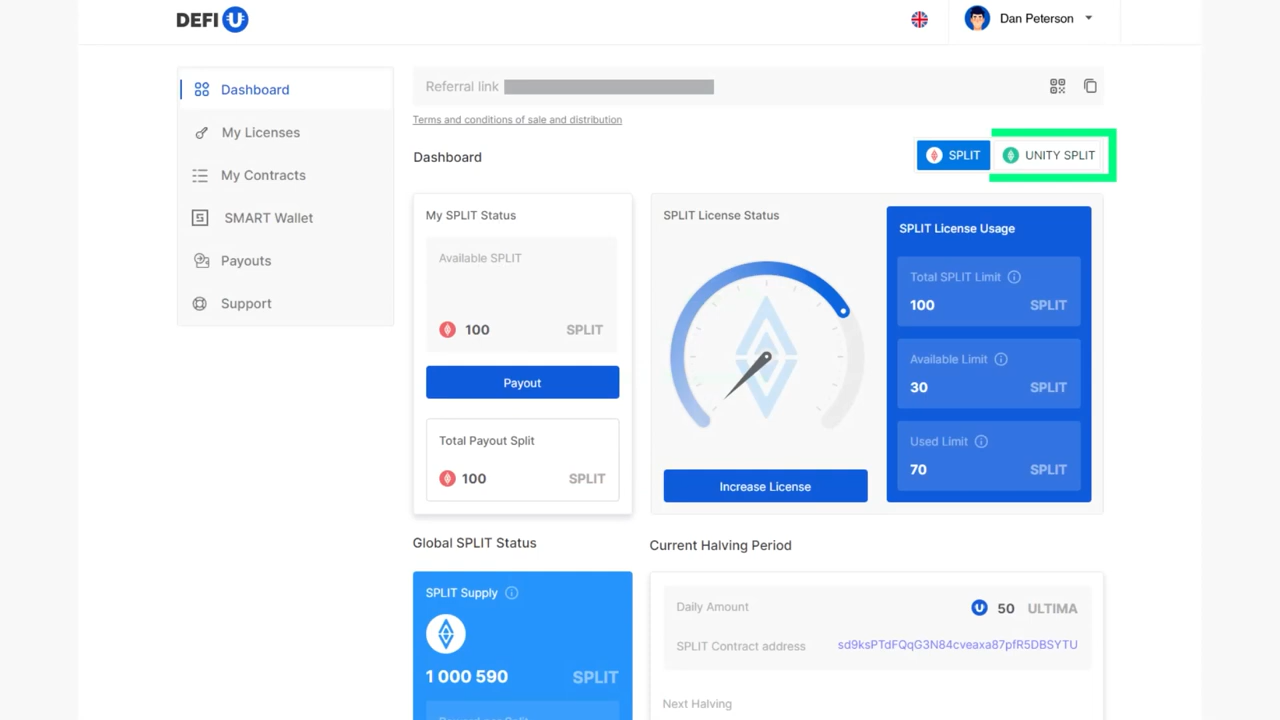 DEFI U
Dan Peterson
Dashboard
My Licenses
My Contracts
SMART Wallet
Payouts
Support
Referral link
Terms and conditions of sale and distribution
Dashboard
SPLIT
UNITY SPLIT
My SPLIT Status
Available SPLIT
100 SPLIT
Payout
Total Payout Split
100 SPLIT
SPLIT License Status
Increase License
SPLIT License Usage
Total SPLIT Limit
100 SPLIT
Available Limit
30 SPLIT
Used Limit
70 SPLIT
Global SPLIT Status
SPLIT Supply
1 000 590 SPLIT
Current Halving Period
Daily Amount 50 ULTIMA
SPLIT Contract address sd9ksPTdFQqG3N84cveaxa87pfR5DBSYTU
Next Halving